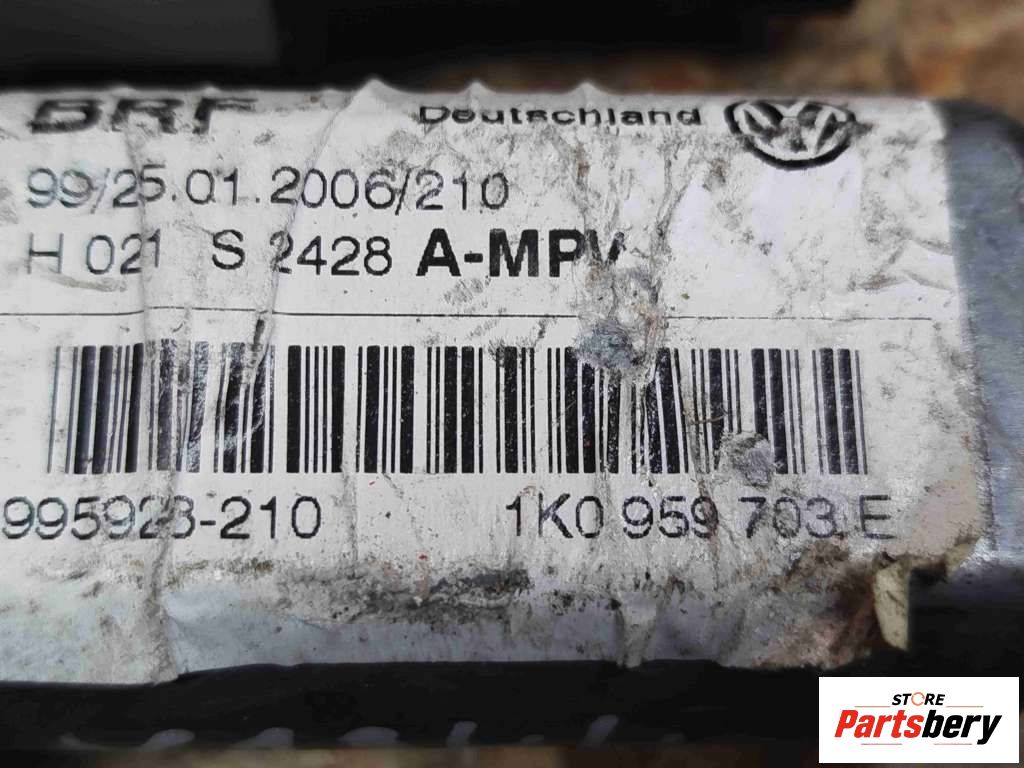 BRF Deutschland
99/25.01.2006/210
H 021 S 2428 A-MPV
995923-210 1K0 959 703 E
STORE
Partsbery